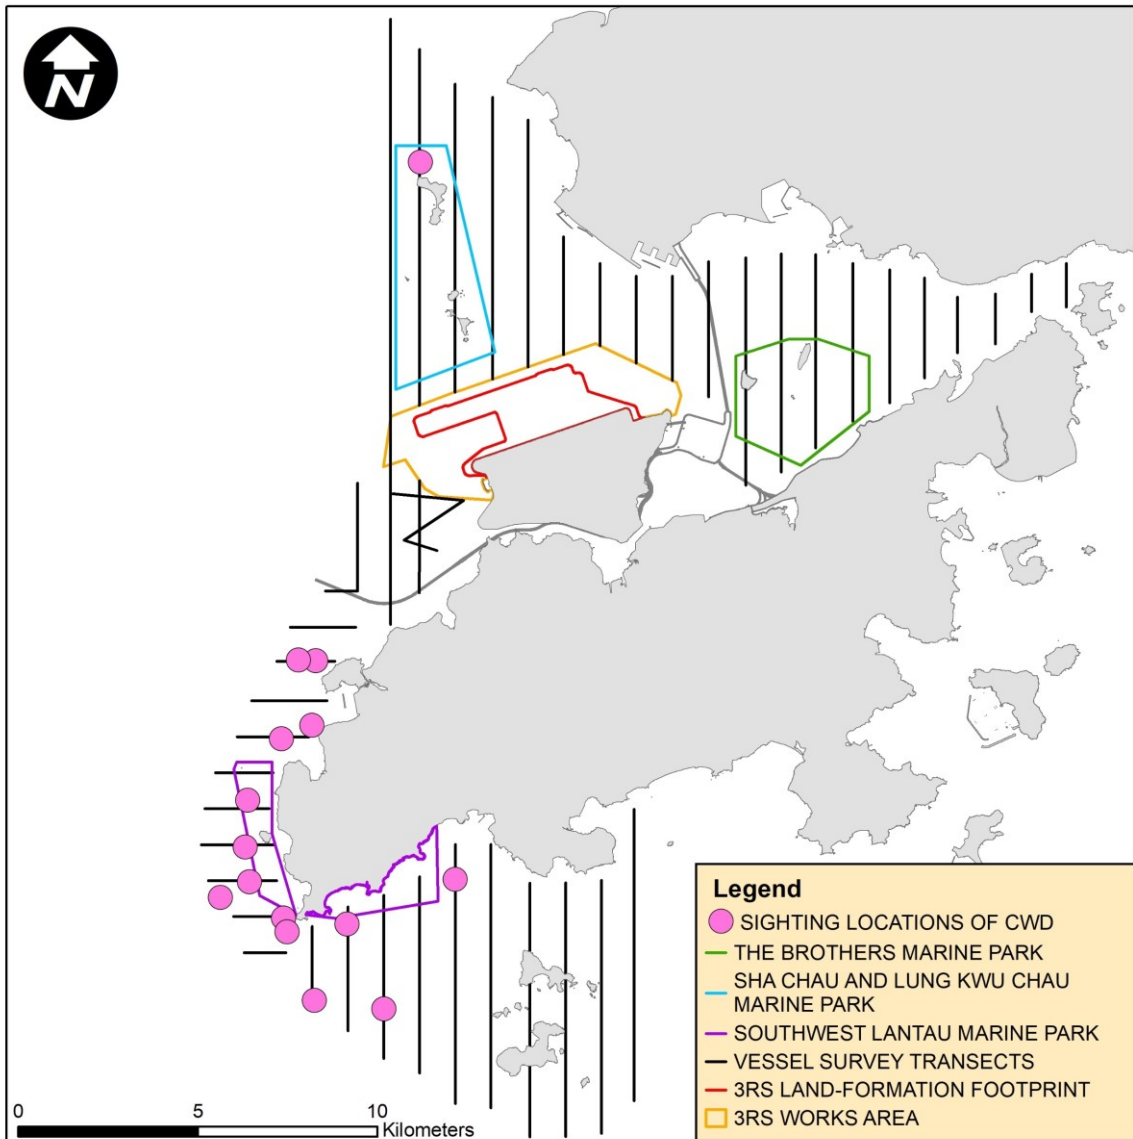 N
Legend
SIGHTING LOCATIONS OF CWD
THE BROTHERS MARINE PARK
SHA CHAU AND LUNG KWU CHAU
MARINE PARK
SOUTHWEST LANTAU MARINE PARK
VESSEL SURVEY TRANSECTS
3RS LAND-FORMATION FOOTPRINT
3RS WORKS AREA
0 5 10
Kilometers